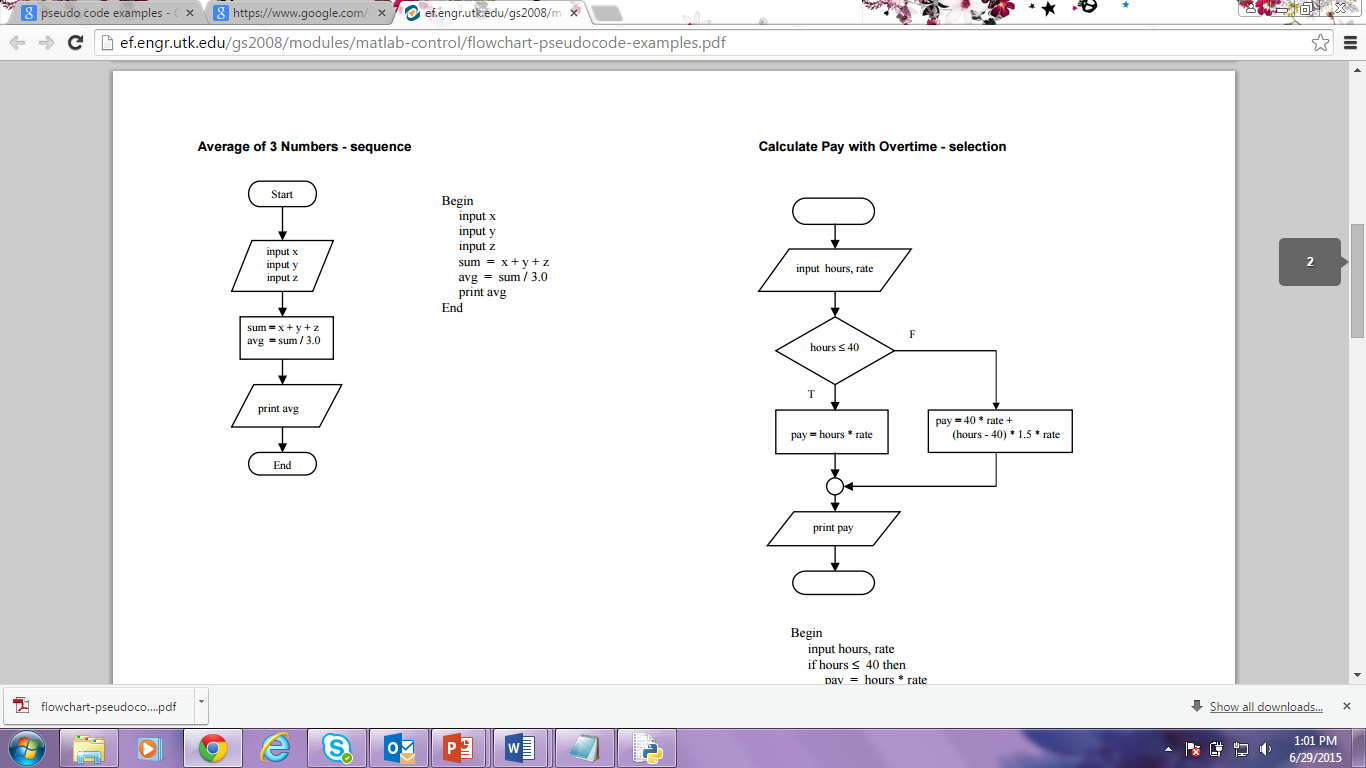 pseudo code examples - G
https://www.google.com/
ef.engr.utk.edu/gs2008/m
ef.engr.utk.edu/gs2008/modules/matlab-control/flowchart-pseudocode-examples.pdf
Average of 3 Numbers - sequence
Start
input x
input y
input z
sum = x + y + z
avg = sum / 3.0
print avg
End
Begin
input x
input y
input z
sum = x + y + z
avg = sum / 3.0
print avg
End
Calculate Pay with Overtime - selection
input hours, rate
hours ≤ 40
F
T
pay = hours * rate
pay = 40 * rate +
(hours - 40) * 1.5 * rate
print pay
Begin
input hours, rate
if hours ≤ 40 then
pay = hours * rate
2
flowchart-pseudoco....pdf
Show all downloads...
1:01 PM
6/29/2015